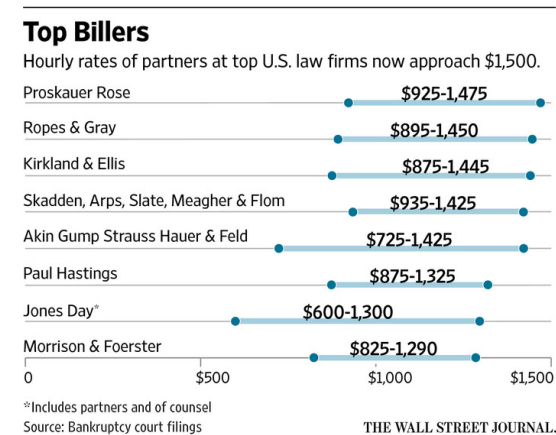 Top Billers
Hourly rates of partners at top U.S. law firms now approach $1,500.
Proskauer Rose $925-1,475
Ropes & Gray $895-1,450
Kirkland & Ellis $875-1,445
Skadden, Arps, Slate, Meagher & Flom $935-1,425
Akin Gump Strauss Hauer & Feld $725-1,425
Paul Hastings $875-1,325
Jones Day* $600-1,300
Morrison & Foerster $825-1,290
0 $500 $1,000 $1,500
*Includes partners and of counsel
Source: Bankruptcy court filings THE WALL STREET JOURNAL.